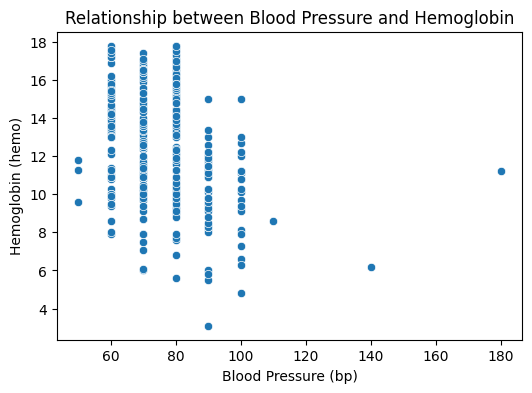 Relationship between Blood Pressure and Hemoglobin
18
16
14
12
10
8
6
4
Hemoglobin (hemo)
60 80 100 120 140 160 180
Blood Pressure (bp)